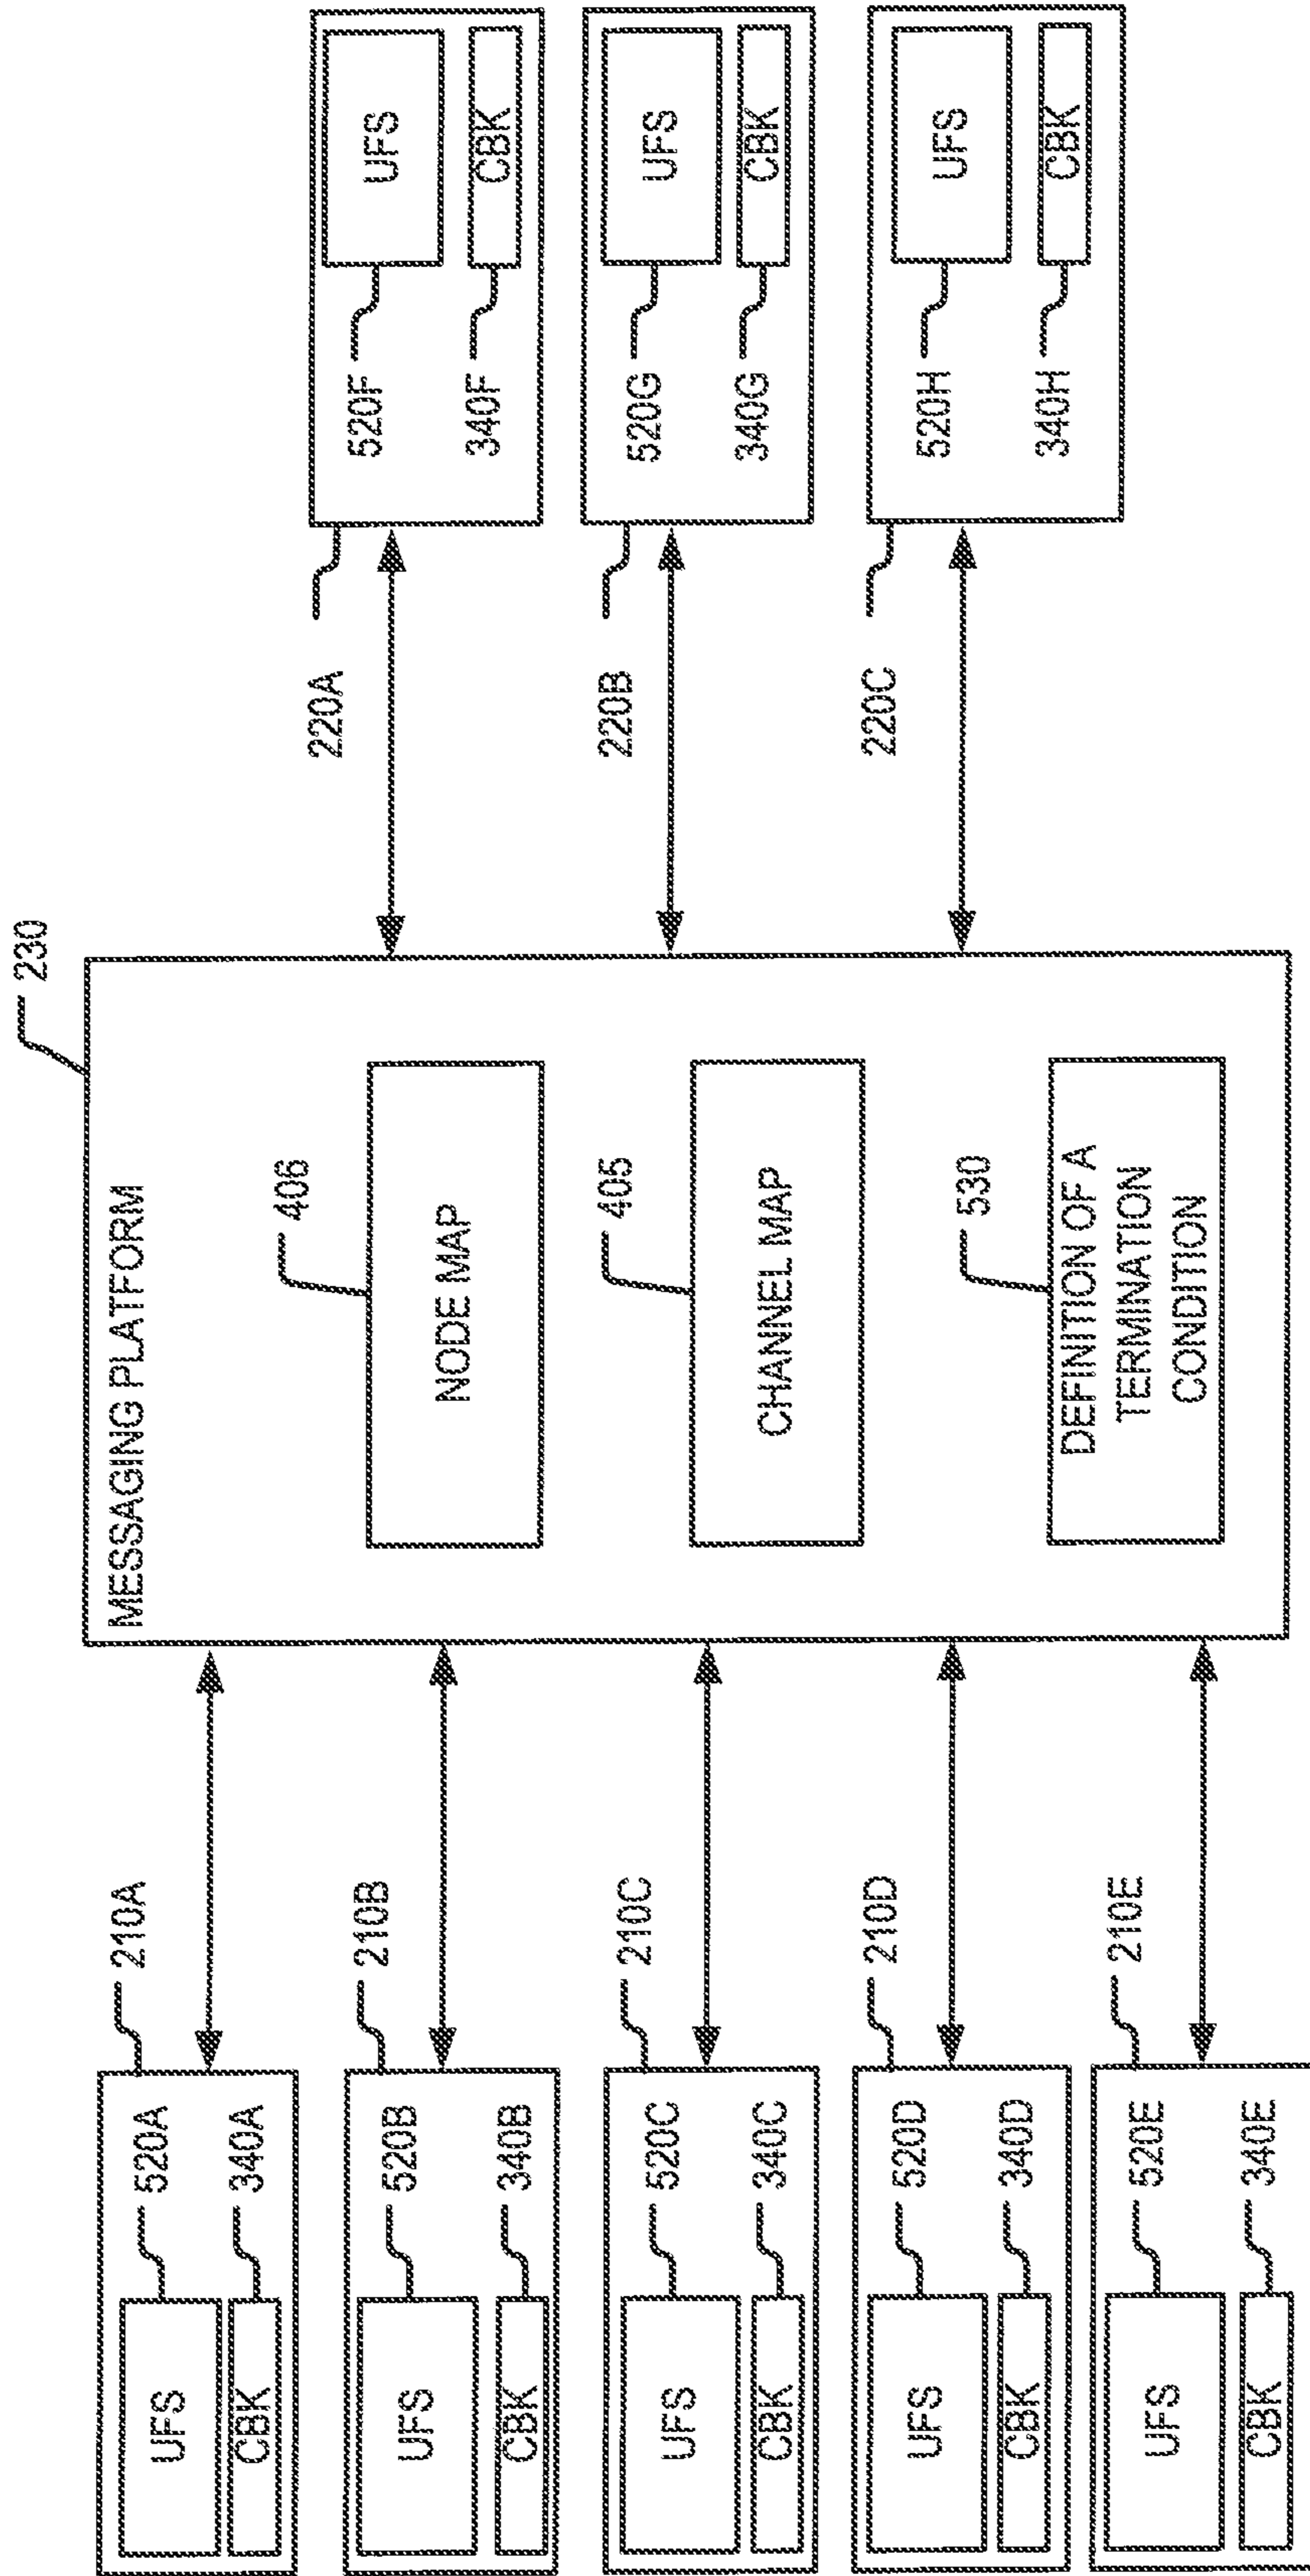 230
MESSAGING PLATFORM
406
NODE MAP
405
CHANNEL MAP
530
DEFINITION OF A
TERMINATION
CONDITION
210A
UFS
520A
CBK
340A
210B
UFS
520B
CBK
340B
210C
UFS
520C
CBK
340C
210D
UFS
520D
CBK
340D
210E
UFS
520E
CBK
340E
220A
520F
UFS
340F
CBK
220B
520G
UFS
340G
CBK
220C
520H
UFS
340H
CBK